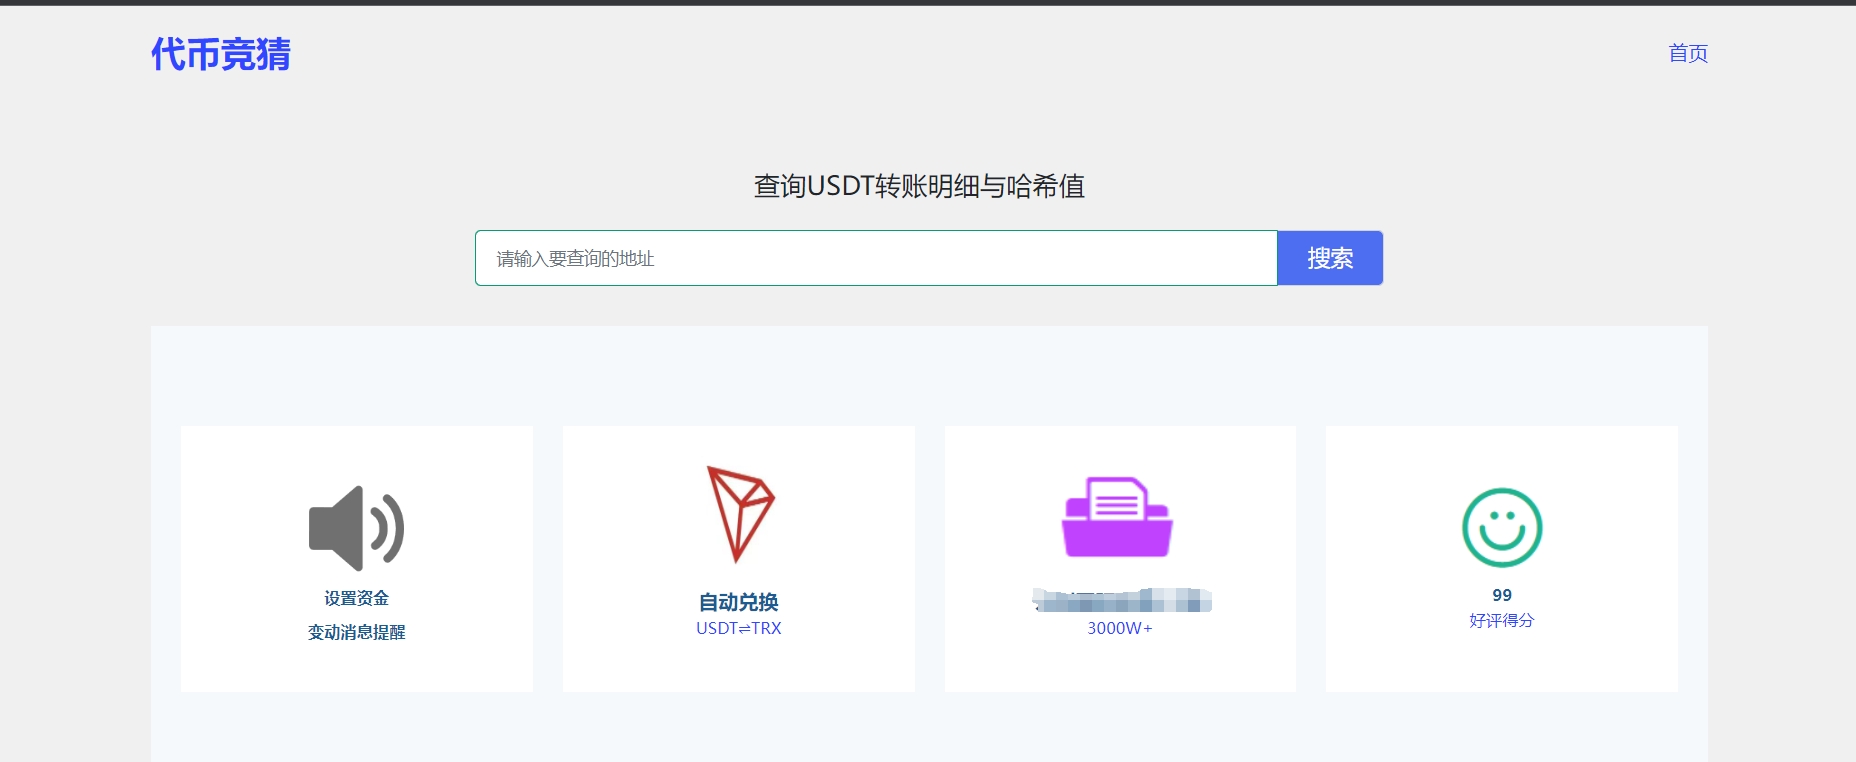 代币竞猜
首页
查询USDT转账明细与哈希值
请输入要查询的地址
搜索
设置资金
变动消息提醒
自动兑换
USDT⇌TRX
3000W+
99
好评得分